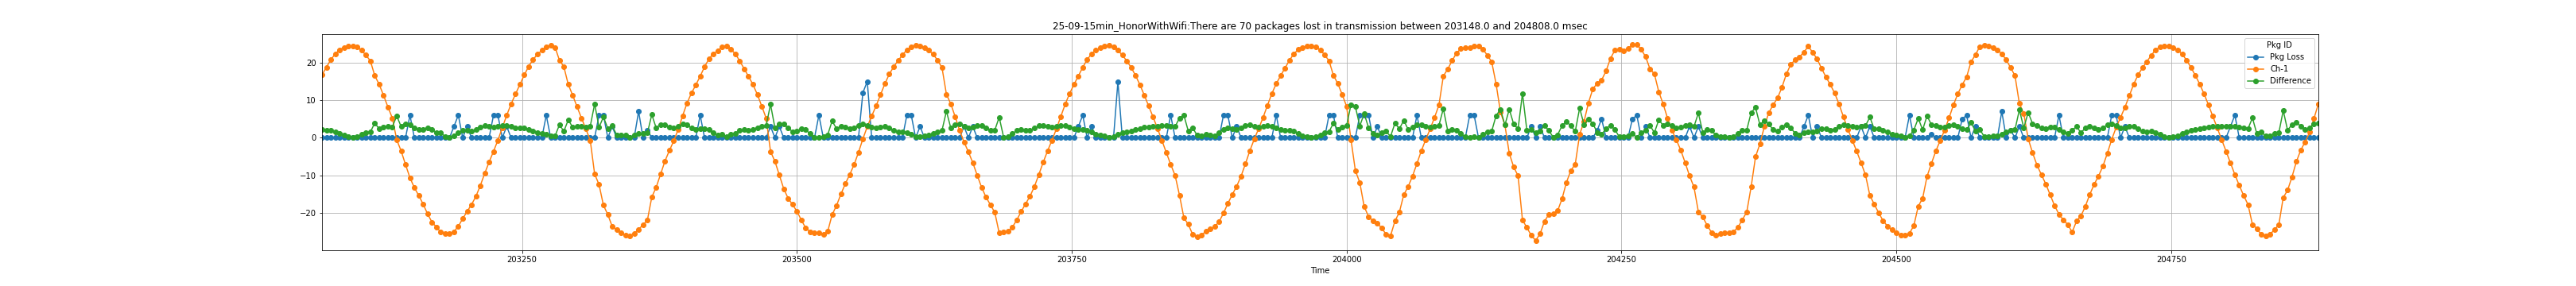 25-09-15min_HonorWithWifi:There are 70 packages lost in transmission between 203148.0 and 204808.0 msec
Pkg ID
Pkg Loss
Ch-1
Difference
20
10
0
−10
−20
203250 203500 203750 204000 204250 204500 204750
Time